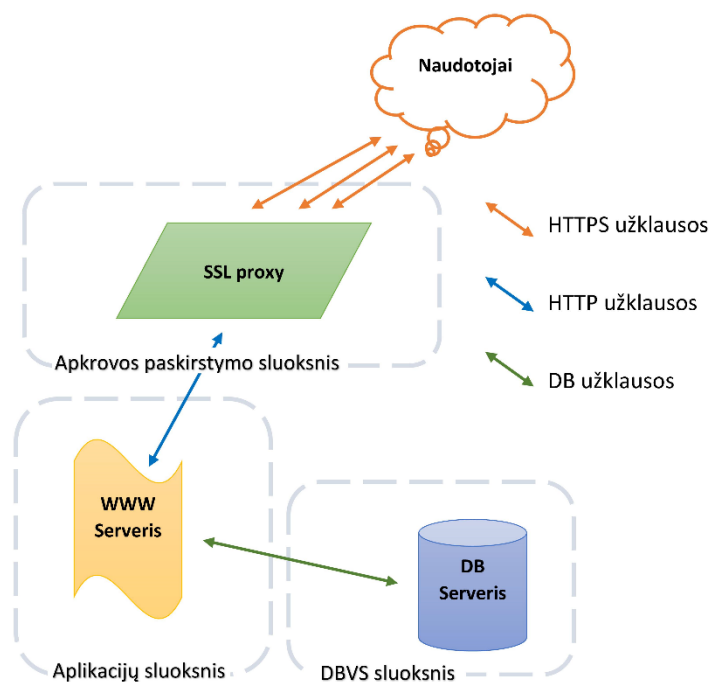 Naudotojai
SSL proxy
Apkrovos paskirstymo sluoksnis
HTTPS užklausos
HTTP užklausos
DB užklausos
WWW
Serveris
Aplikacijų sluoksnis
DB
Serveris
DBVS sluoksnis